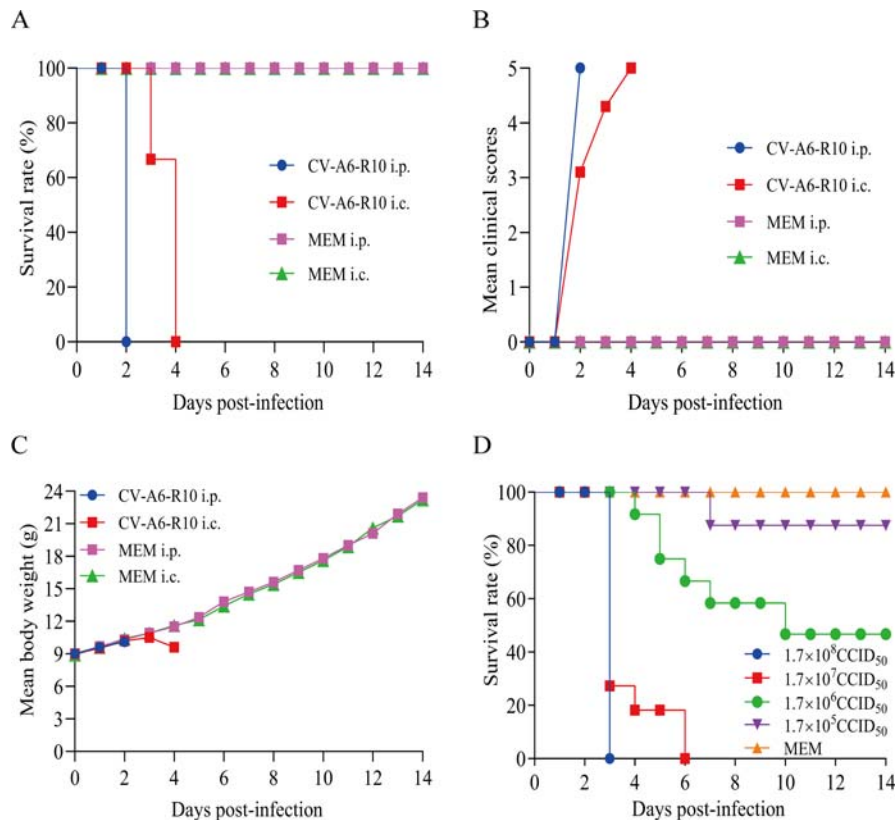 A
Survival rate (%)
100
80
60
40
20
0
0 2 4 6 8 10 12 14
Days post-infection
CV-A6-R10 i.p.
CV-A6-R10 i.c.
MEM i.p.
MEM i.c.
B
Mean clinical scores
5
4
3
2
1
0
0 2 4 6 8 10 12 14
Days post-infection
CV-A6-R10 i.p.
CV-A6-R10 i.c.
MEM i.p.
MEM i.c.
C
Mean body weight (g)
24
21
18
15
12
9
6
3
0
0 2 4 6 8 10 12 14
Days post-infection
CV-A6-R10 i.p.
CV-A6-R10 i.c.
MEM i.p.
MEM i.c.
D
Survival rate (%)
100
80
60
40
20
0
0 2 4 6 8 10 12 14
Days post-infection
1.7×10⁸CCID₅₀
1.7×10⁷CCID₅₀
1.7×10⁶CCID₅₀
1.7×10⁵CCID₅₀
MEM